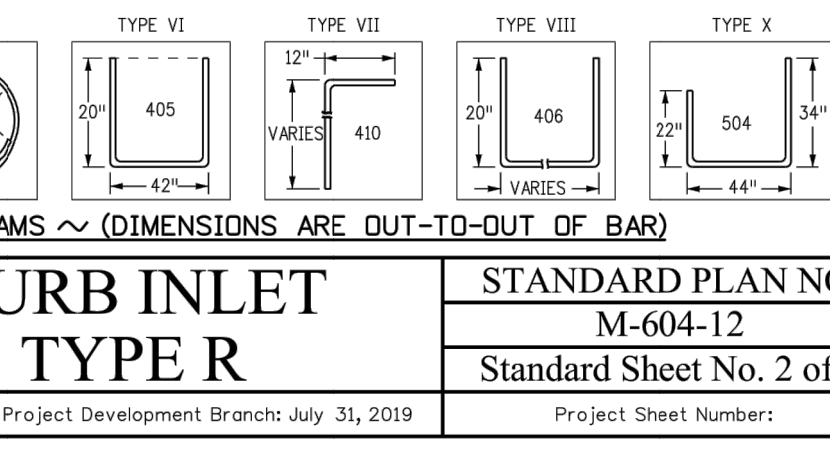 TYPE VI
TYPE VII
TYPE VIII
TYPE X
20"
405
42"
12"
VARIES
410
20"
406
VARIES
22"
504
34"
44"
AMS ~ (DIMENSIONS ARE OUT-TO-OUT OF BAR)
URB INLET
TYPE R
STANDARD PLAN NO
M-604-12
Standard Sheet No. 2 of
Project Development Branch: July 31, 2019
Project Sheet Number: